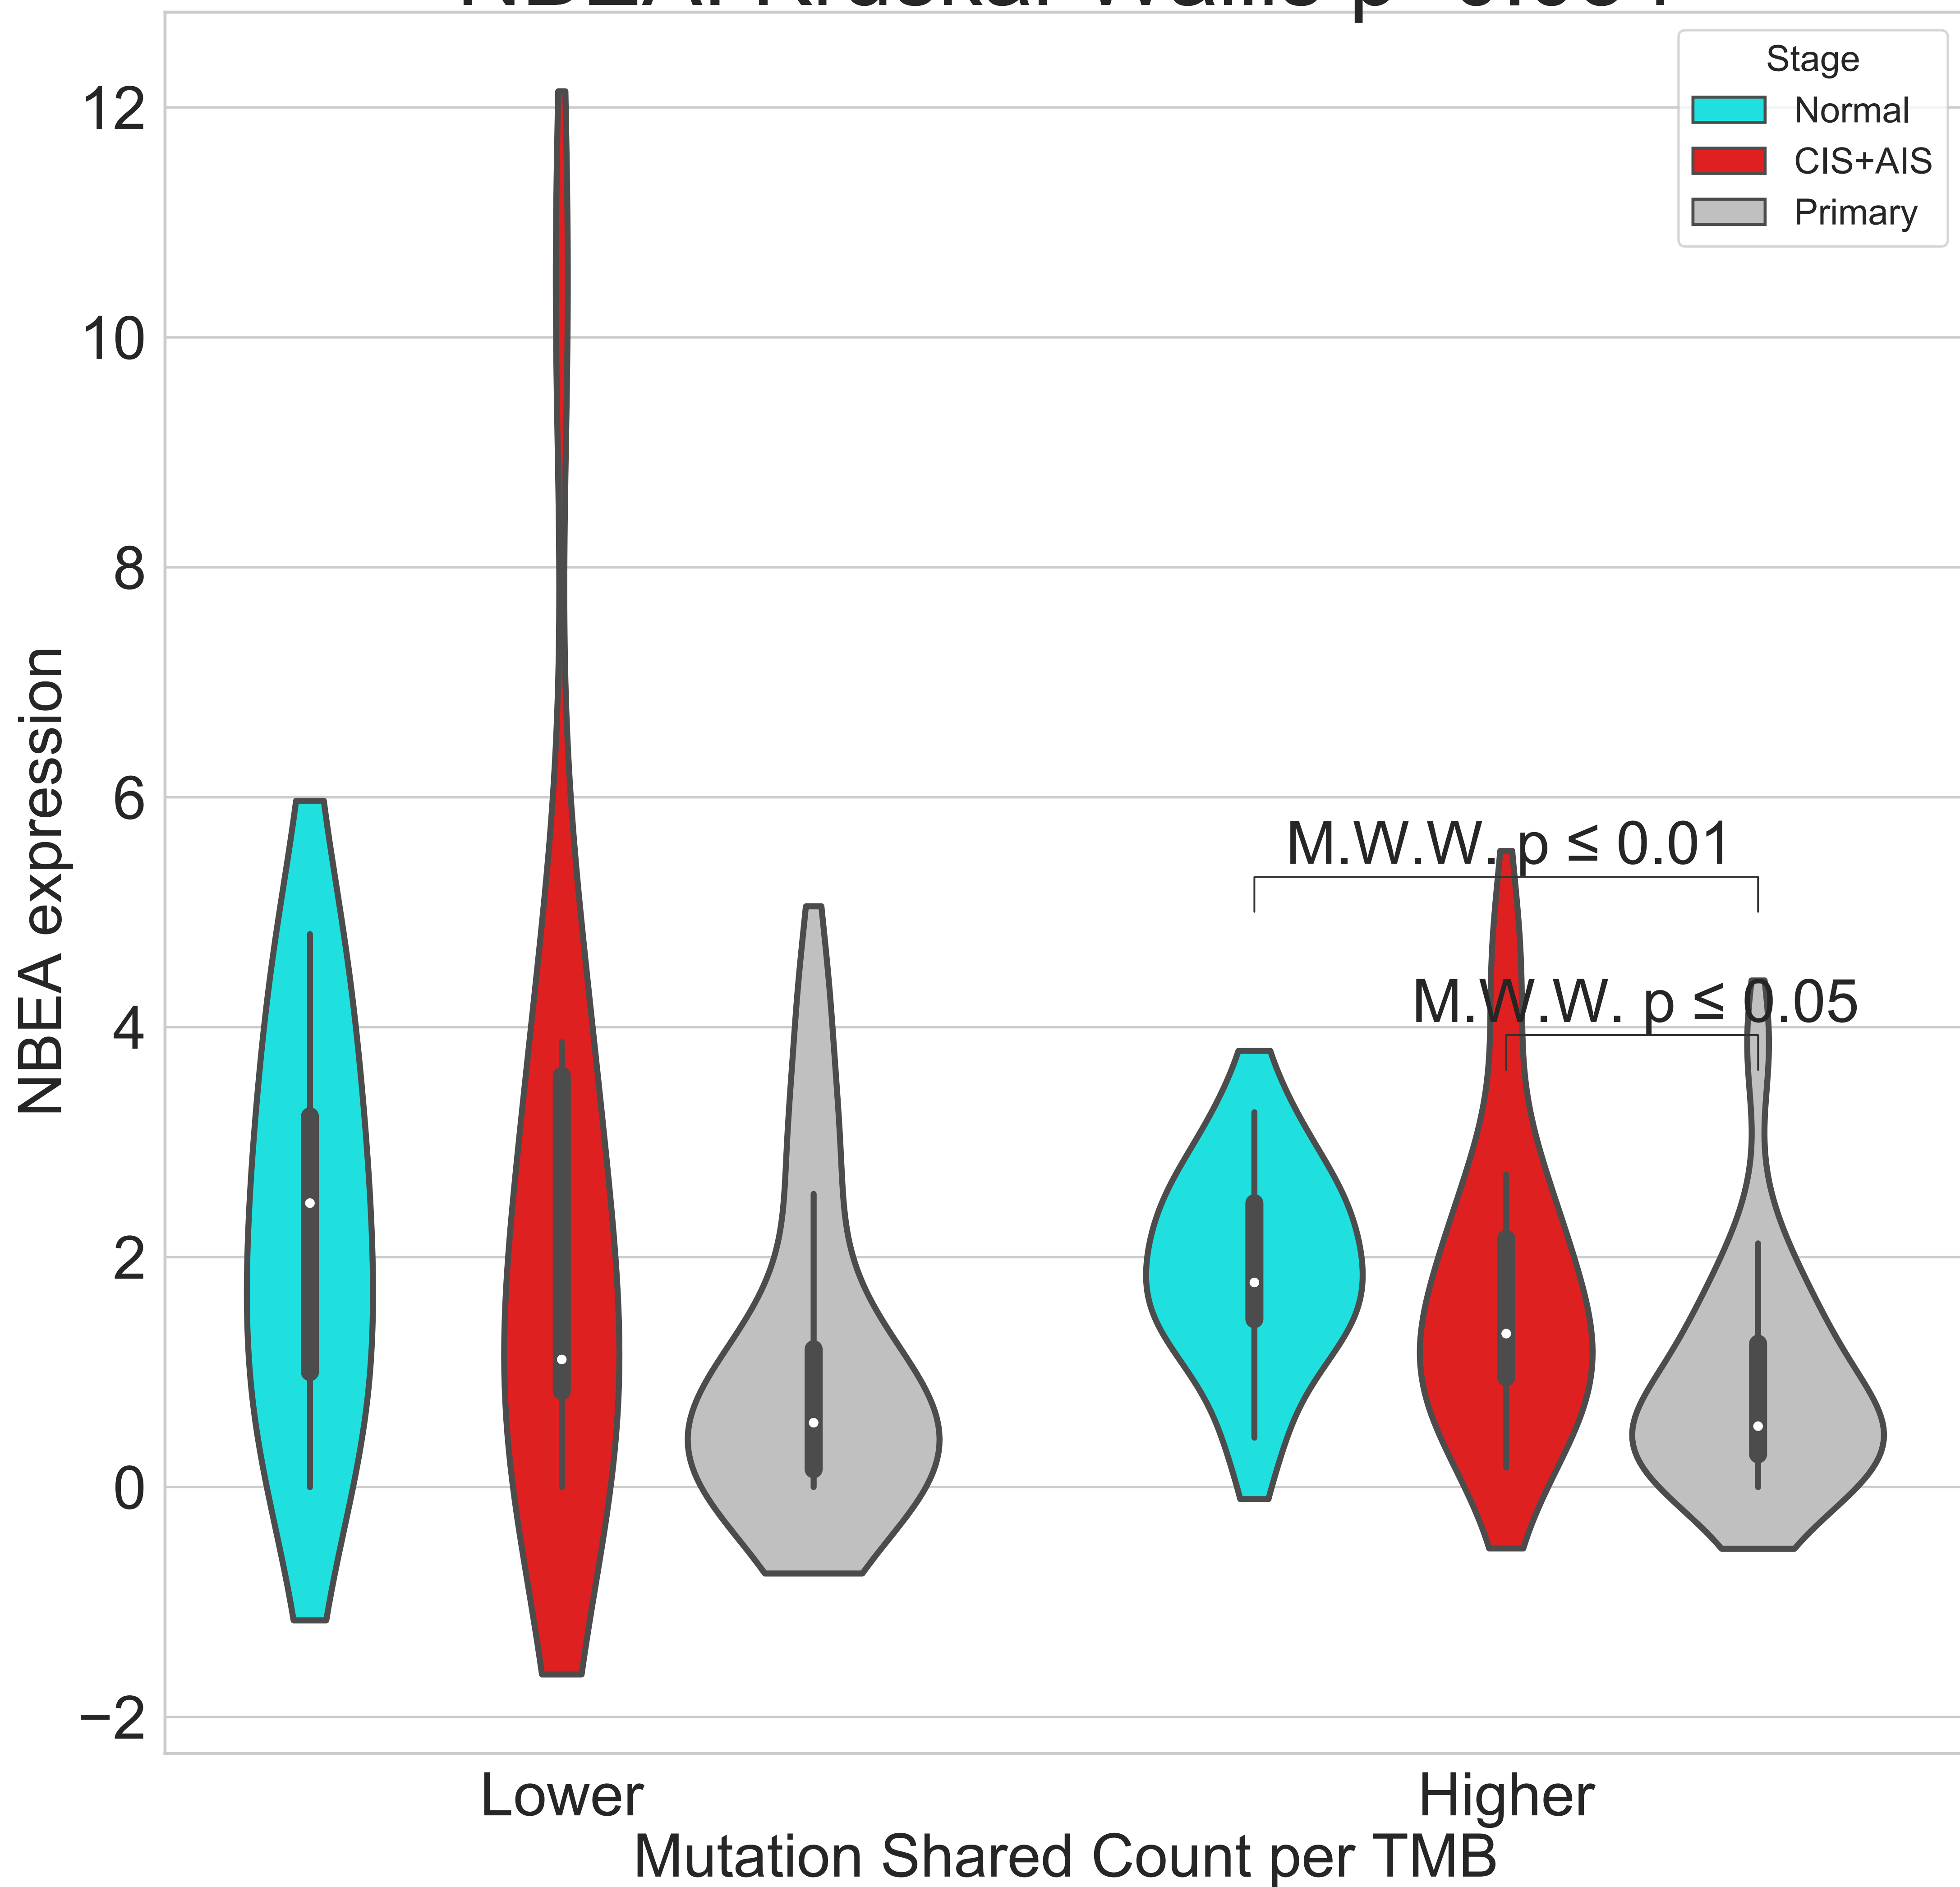 Stage
Normal
CIS+AIS
Primary
12
10
8
6
4
2
0
−2
NBEA expression
M.W.W. p ≤ 0.01
M.W.W. p ≤ 0.05
Lower
Higher
Mutation Shared Count per TMB